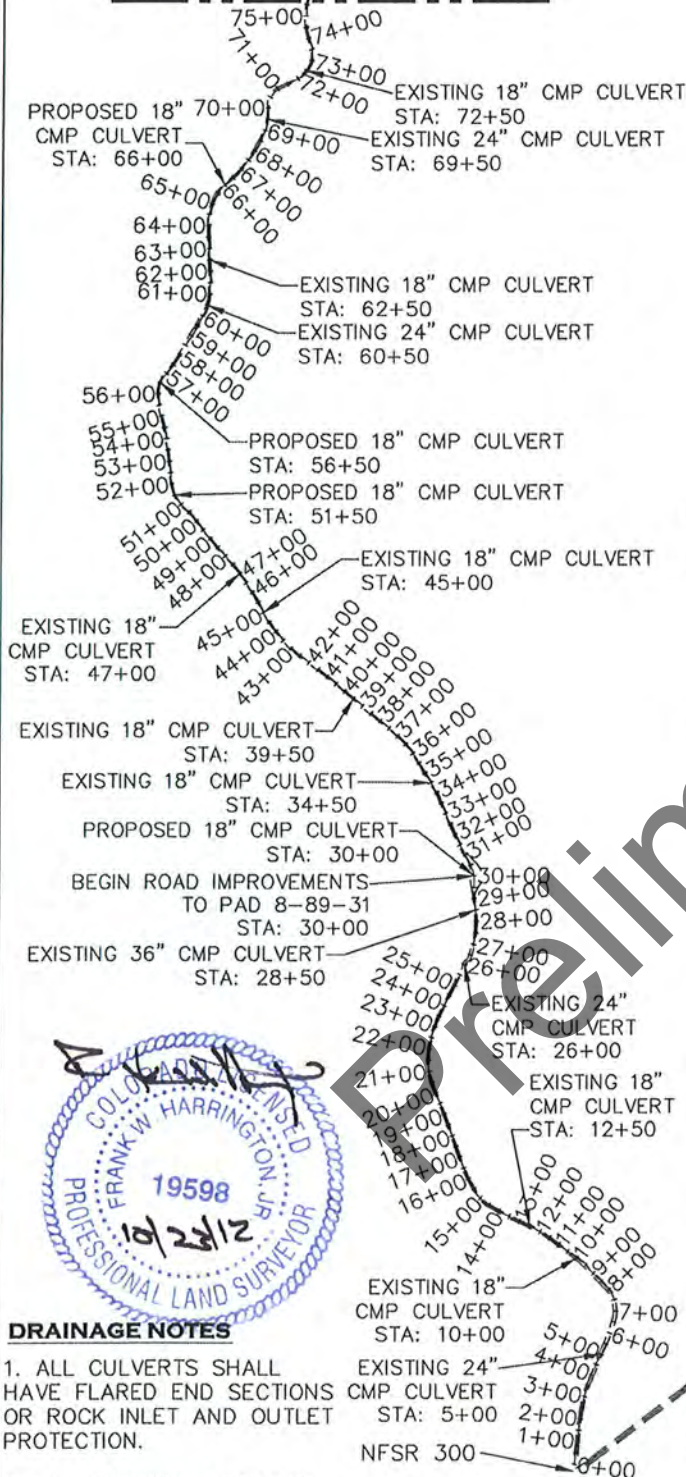 75+00
74+00
73+00
72+00
71+00
EXISTING 18" CMP CULVERT
STA: 72+50
70+00
69+00
EXISTING 24" CMP CULVERT
STA: 69+50
PROPOSED 18"
CMP CULVERT
STA: 66+00
68+00
67+00
66+00
65+00
64+00
63+00
62+00
61+00
EXISTING 18" CMP CULVERT
STA: 62+50
EXISTING 24" CMP CULVERT
STA: 60+50
60+00
59+00
58+00
57+00
56+00
55+00
54+00
53+00
52+00
PROPOSED 18" CMP CULVERT
STA: 56+50
PROPOSED 18" CMP CULVERT
STA: 51+50
51+00
50+00
49+00
48+00
47+00
46+00
EXISTING 18" CMP CULVERT
STA: 45+00
EXISTING 18"
CMP CULVERT
STA: 47+00
45+00
44+00
43+00
42+00
41+00
40+00
39+00
38+00
37+00
36+00
35+00
34+00
33+00
32+00
31+00
EXISTING 18" CMP CULVERT
STA: 39+50
EXISTING 18" CMP CULVERT
STA: 34+50
PROPOSED 18" CMP CULVERT
STA: 30+00
BEGIN ROAD IMPROVEMENTS
TO PAD 8-89-31
STA: 30+00
EXISTING 36" CMP CULVERT
STA: 28+50
30+00
29+00
28+00
27+00
26+00
25+00
24+00
23+00
22+00
21+00
20+00
19+00
18+00
17+00
16+00
15+00
14+00
EXISTING 24"
CMP CULVERT
STA: 26+00
EXISTING 18"
CMP CULVERT
STA: 12+50
13+00
12+00
11+00
10+00
9+00
8+00
7+00
6+00
5+00
4+00
3+00
2+00
1+00
0+00
EXISTING 18"
CMP CULVERT
STA: 10+00
EXISTING 24"
CMP CULVERT
STA: 5+00
NFSR 300
Prelim
COLORADO LICENSED
FRANK W. HARRINGTON, JR
19598
10/23/12
PROFESSIONAL LAND SURVEYOR
DRAINAGE NOTES
1. ALL CULVERTS SHALL
HAVE FLARED END SECTIONS
OR ROCK INLET AND OUTLET
PROTECTION.